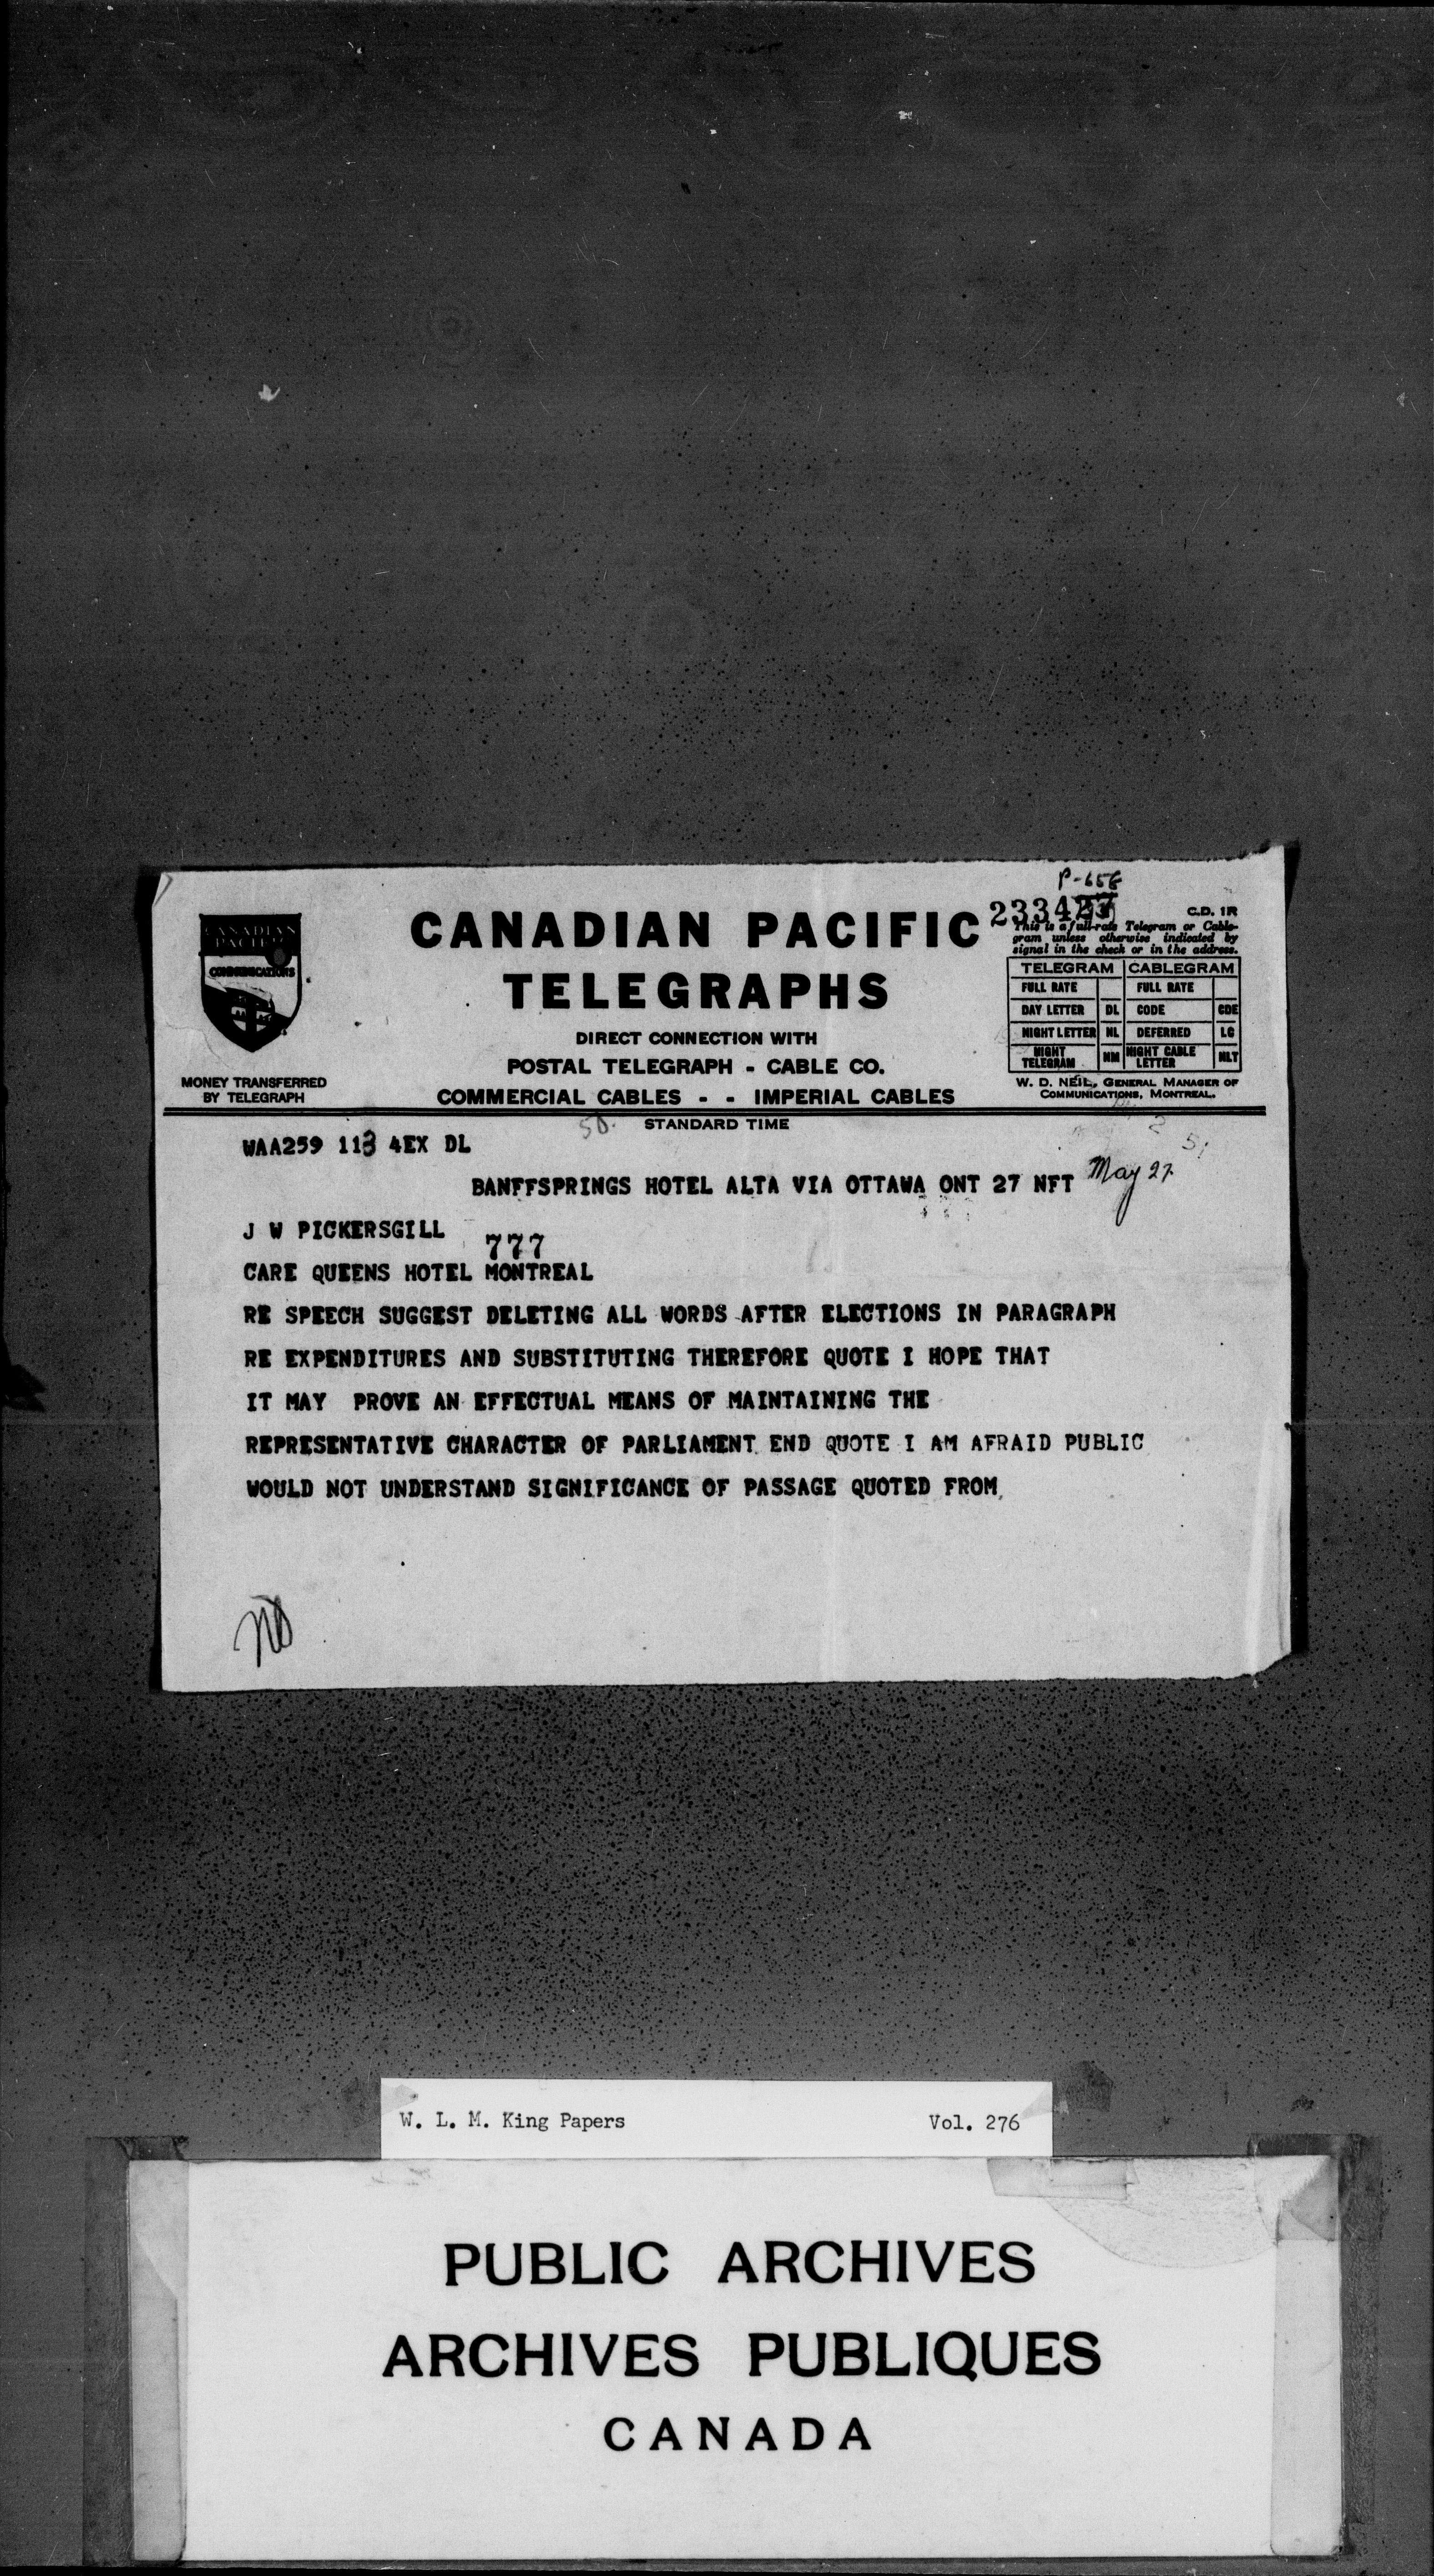 P-656
233427
C.D. 1R
CANADIAN PACIFIC
TELEGRAPHS
This is a full-rate Telegram or Cable-
gram unless otherwise indicated by
signal in the check or in the address.
CANADIAN
PACIFIC
COMMUNICATIONS
TELEGRAM CABLEGRAM
FULL RATE FULL RATE
DAY LETTER DL CODE CDE
NIGHT LETTER NL DEFERRED LC
NIGHT TELEGRAM NM NIGHT CABLE LETTER NLT
DIRECT CONNECTION WITH
POSTAL TELEGRAPH - CABLE CO.
COMMERCIAL CABLES - - IMPERIAL CABLES
MONEY TRANSFERRED
BY TELEGRAPH
W. D. NEIL, GENERAL MANAGER OF
COMMUNICATIONS, MONTREAL.
STANDARD TIME
WAA259 113 4EX DL
BANFFSPRINGS HOTEL ALTA VIA OTTAWA ONT 27 NFT May 27
J W PICKERSGILL
777
CARE QUEENS HOTEL MONTREAL
RE SPEECH SUGGEST DELETING ALL WORDS AFTER ELECTIONS IN PARAGRAPH
RE EXPENDITURES AND SUBSTITUTING THEREFORE QUOTE I HOPE THAT
IT MAY PROVE AN EFFECTUAL MEANS OF MAINTAINING THE
REPRESENTATIVE CHARACTER OF PARLIAMENT END QUOTE I AM AFRAID PUBLIC
WOULD NOT UNDERSTAND SIGNIFICANCE OF PASSAGE QUOTED FROM
W. L. M. King Papers Vol. 276
PUBLIC ARCHIVES
ARCHIVES PUBLIQUES
CANADA